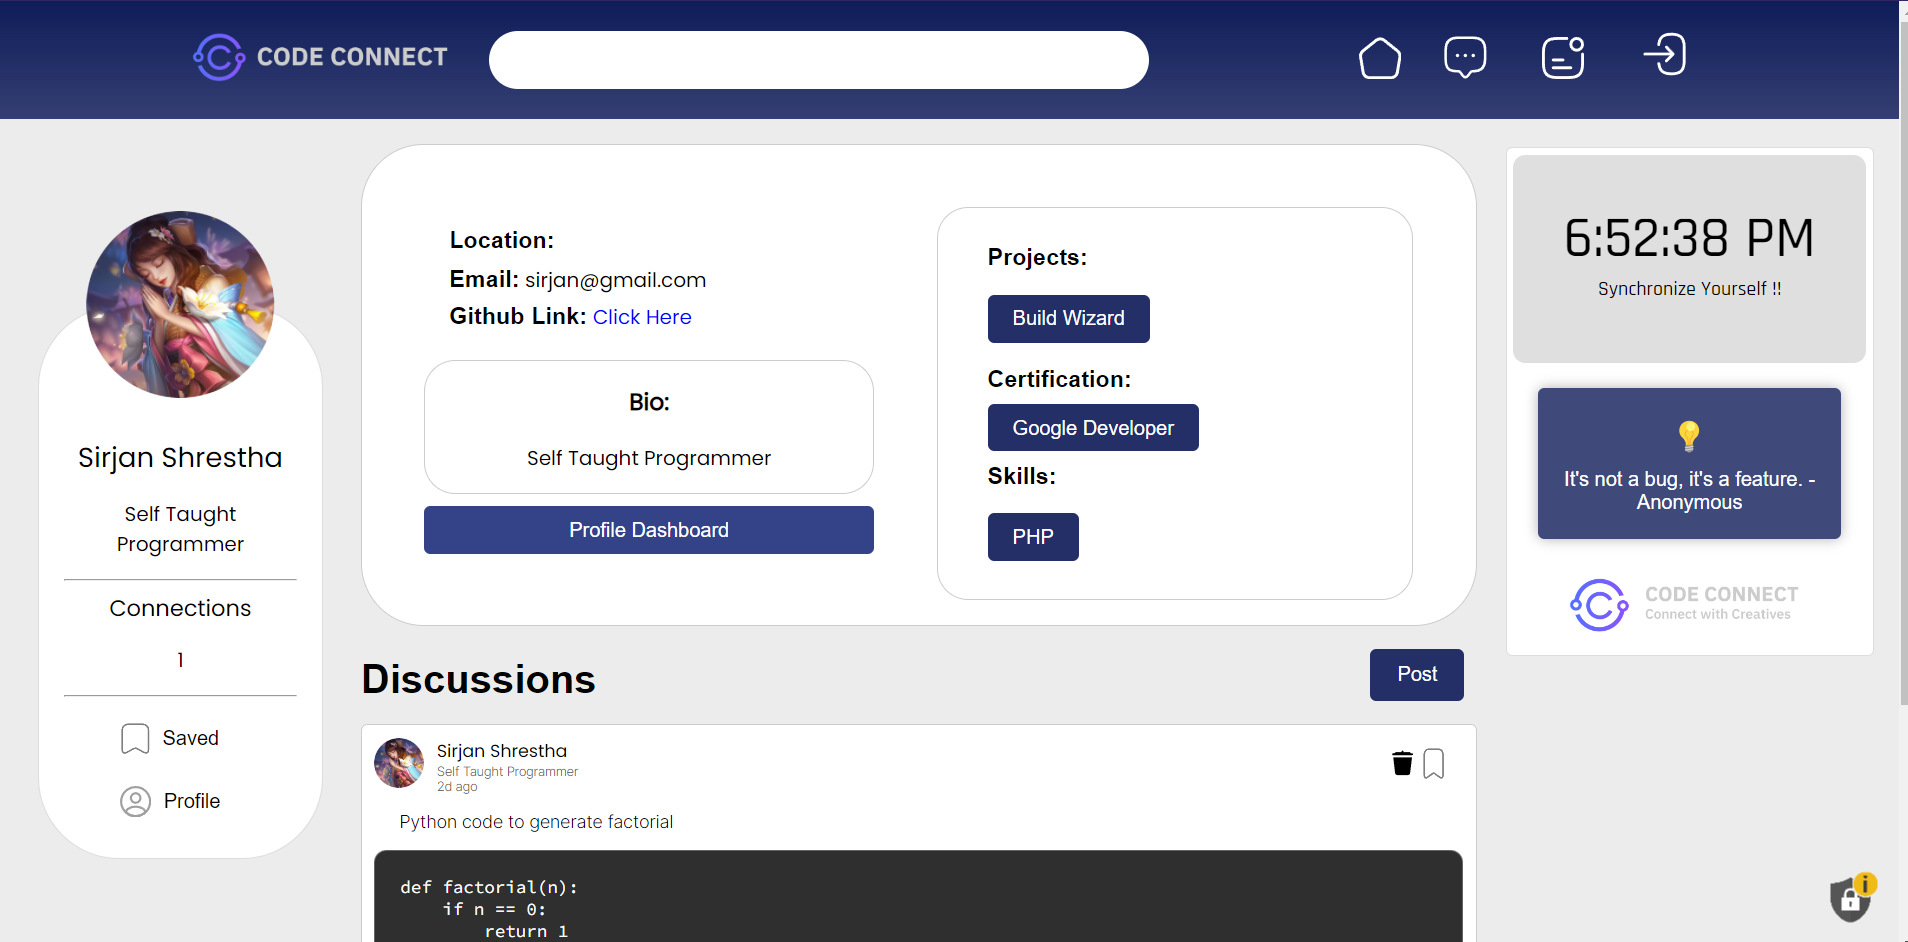 CODE CONNECT
Sirjan Shrestha
Self Taught
Programmer
Connections
1
Saved
Profile
Location:
Email: sirjan@gmail.com
Github Link: Click Here
Bio:
Self Taught Programmer
Profile Dashboard
Projects:
Build Wizard
Certification:
Google Developer
Skills:
PHP
6:52:38 PM
Synchronize Yourself !!
It's not a bug, it's a feature. -
Anonymous
CODE CONNECT
Connect with Creatives
Discussions
Post
Sirjan Shrestha
Self Taught Programmer
2d ago
Python code to generate factorial
def factorial(n):
    if n == 0:
        return 1